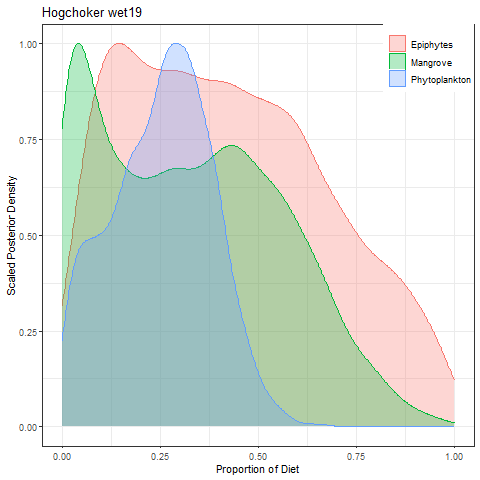 Hogchoker wet19
Epiphytes
Mangrove
Phytoplankton
1.00
0.75
0.50
0.25
0.00
Scaled Posterior Density
0.00 0.25 0.50 0.75 1.00
Proportion of Diet